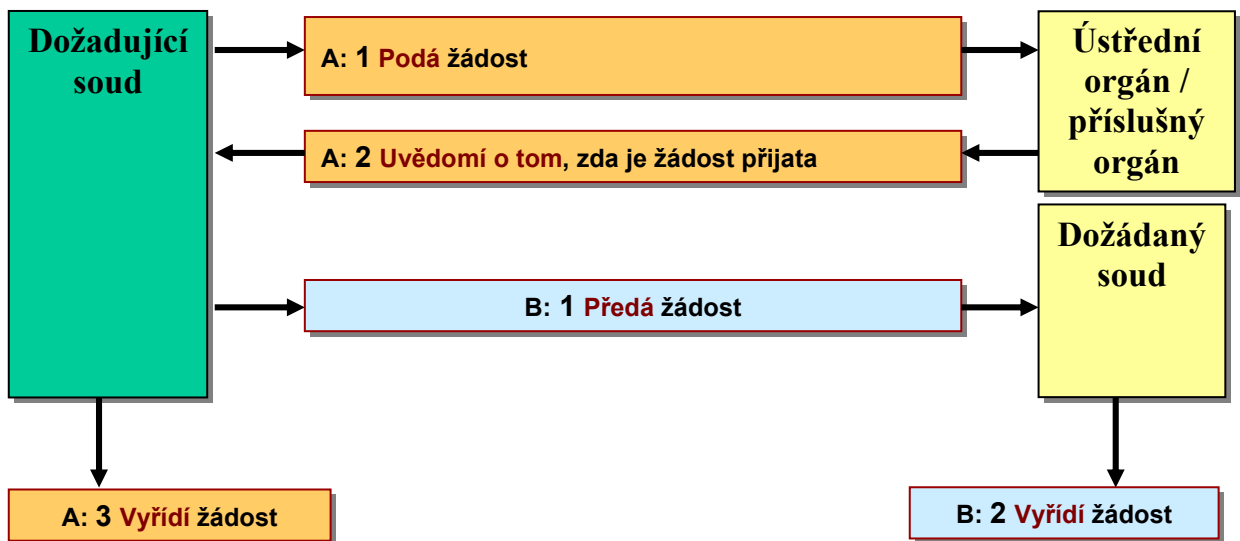 Dožadující
soud
A: 1 Podá žádost
Ústřední
orgán /
příslušný
orgán
A: 2 Uvědomí o tom, zda je žádost přijata
Dožádaný
soud
B: 1 Předá žádost
A: 3 Vyřídí žádost
B: 2 Vyřídí žádost